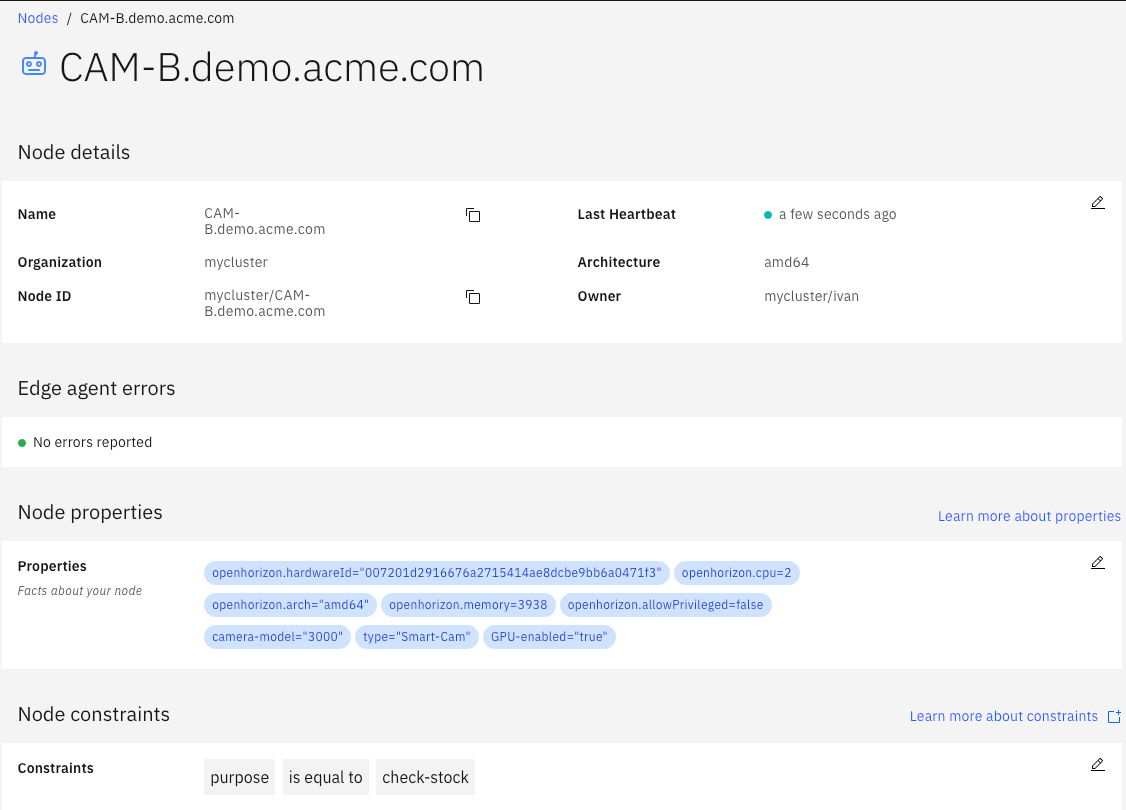 Nodes / CAM-B.demo.acme.com
CAM-B.demo.acme.com
Node details
Name
CAM-
B.demo.acme.com
Last Heartbeat
a few seconds ago
Organization
mycluster
Architecture
amd64
Node ID
mycluster/CAM-
B.demo.acme.com
Owner
mycluster/ivan
Edge agent errors
No errors reported
Node properties
Learn more about properties
Properties
Facts about your node
openhorizon.hardwareId="007201d2916676a2715414ae8dcbe9bb6a0471f3" openhorizon.cpu=2
openhorizon.arch="amd64" openhorizon.memory=3938 openhorizon.allowPrivileged=false
camera-model="3000" type="Smart-Cam" GPU-enabled="true"
Node constraints
Learn more about constraints
Constraints
purpose is equal to check-stock